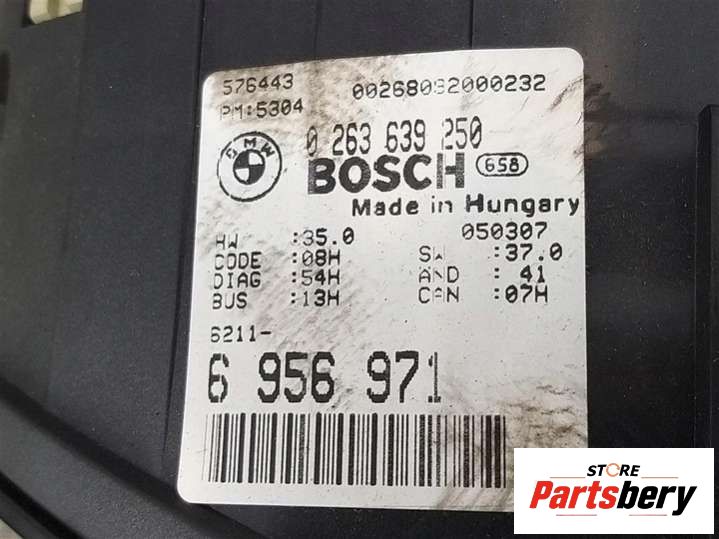 576443 00268092000232
PM:5304
BMW
0 263 639 250
BOSCH 658
Made in Hungary
HW :35.0 050307
CODE :08H SW :37.0
DIAG :54H AND : 41
BUS :13H CAN :07H
6211-
6 956 971
STORE
Partsbery